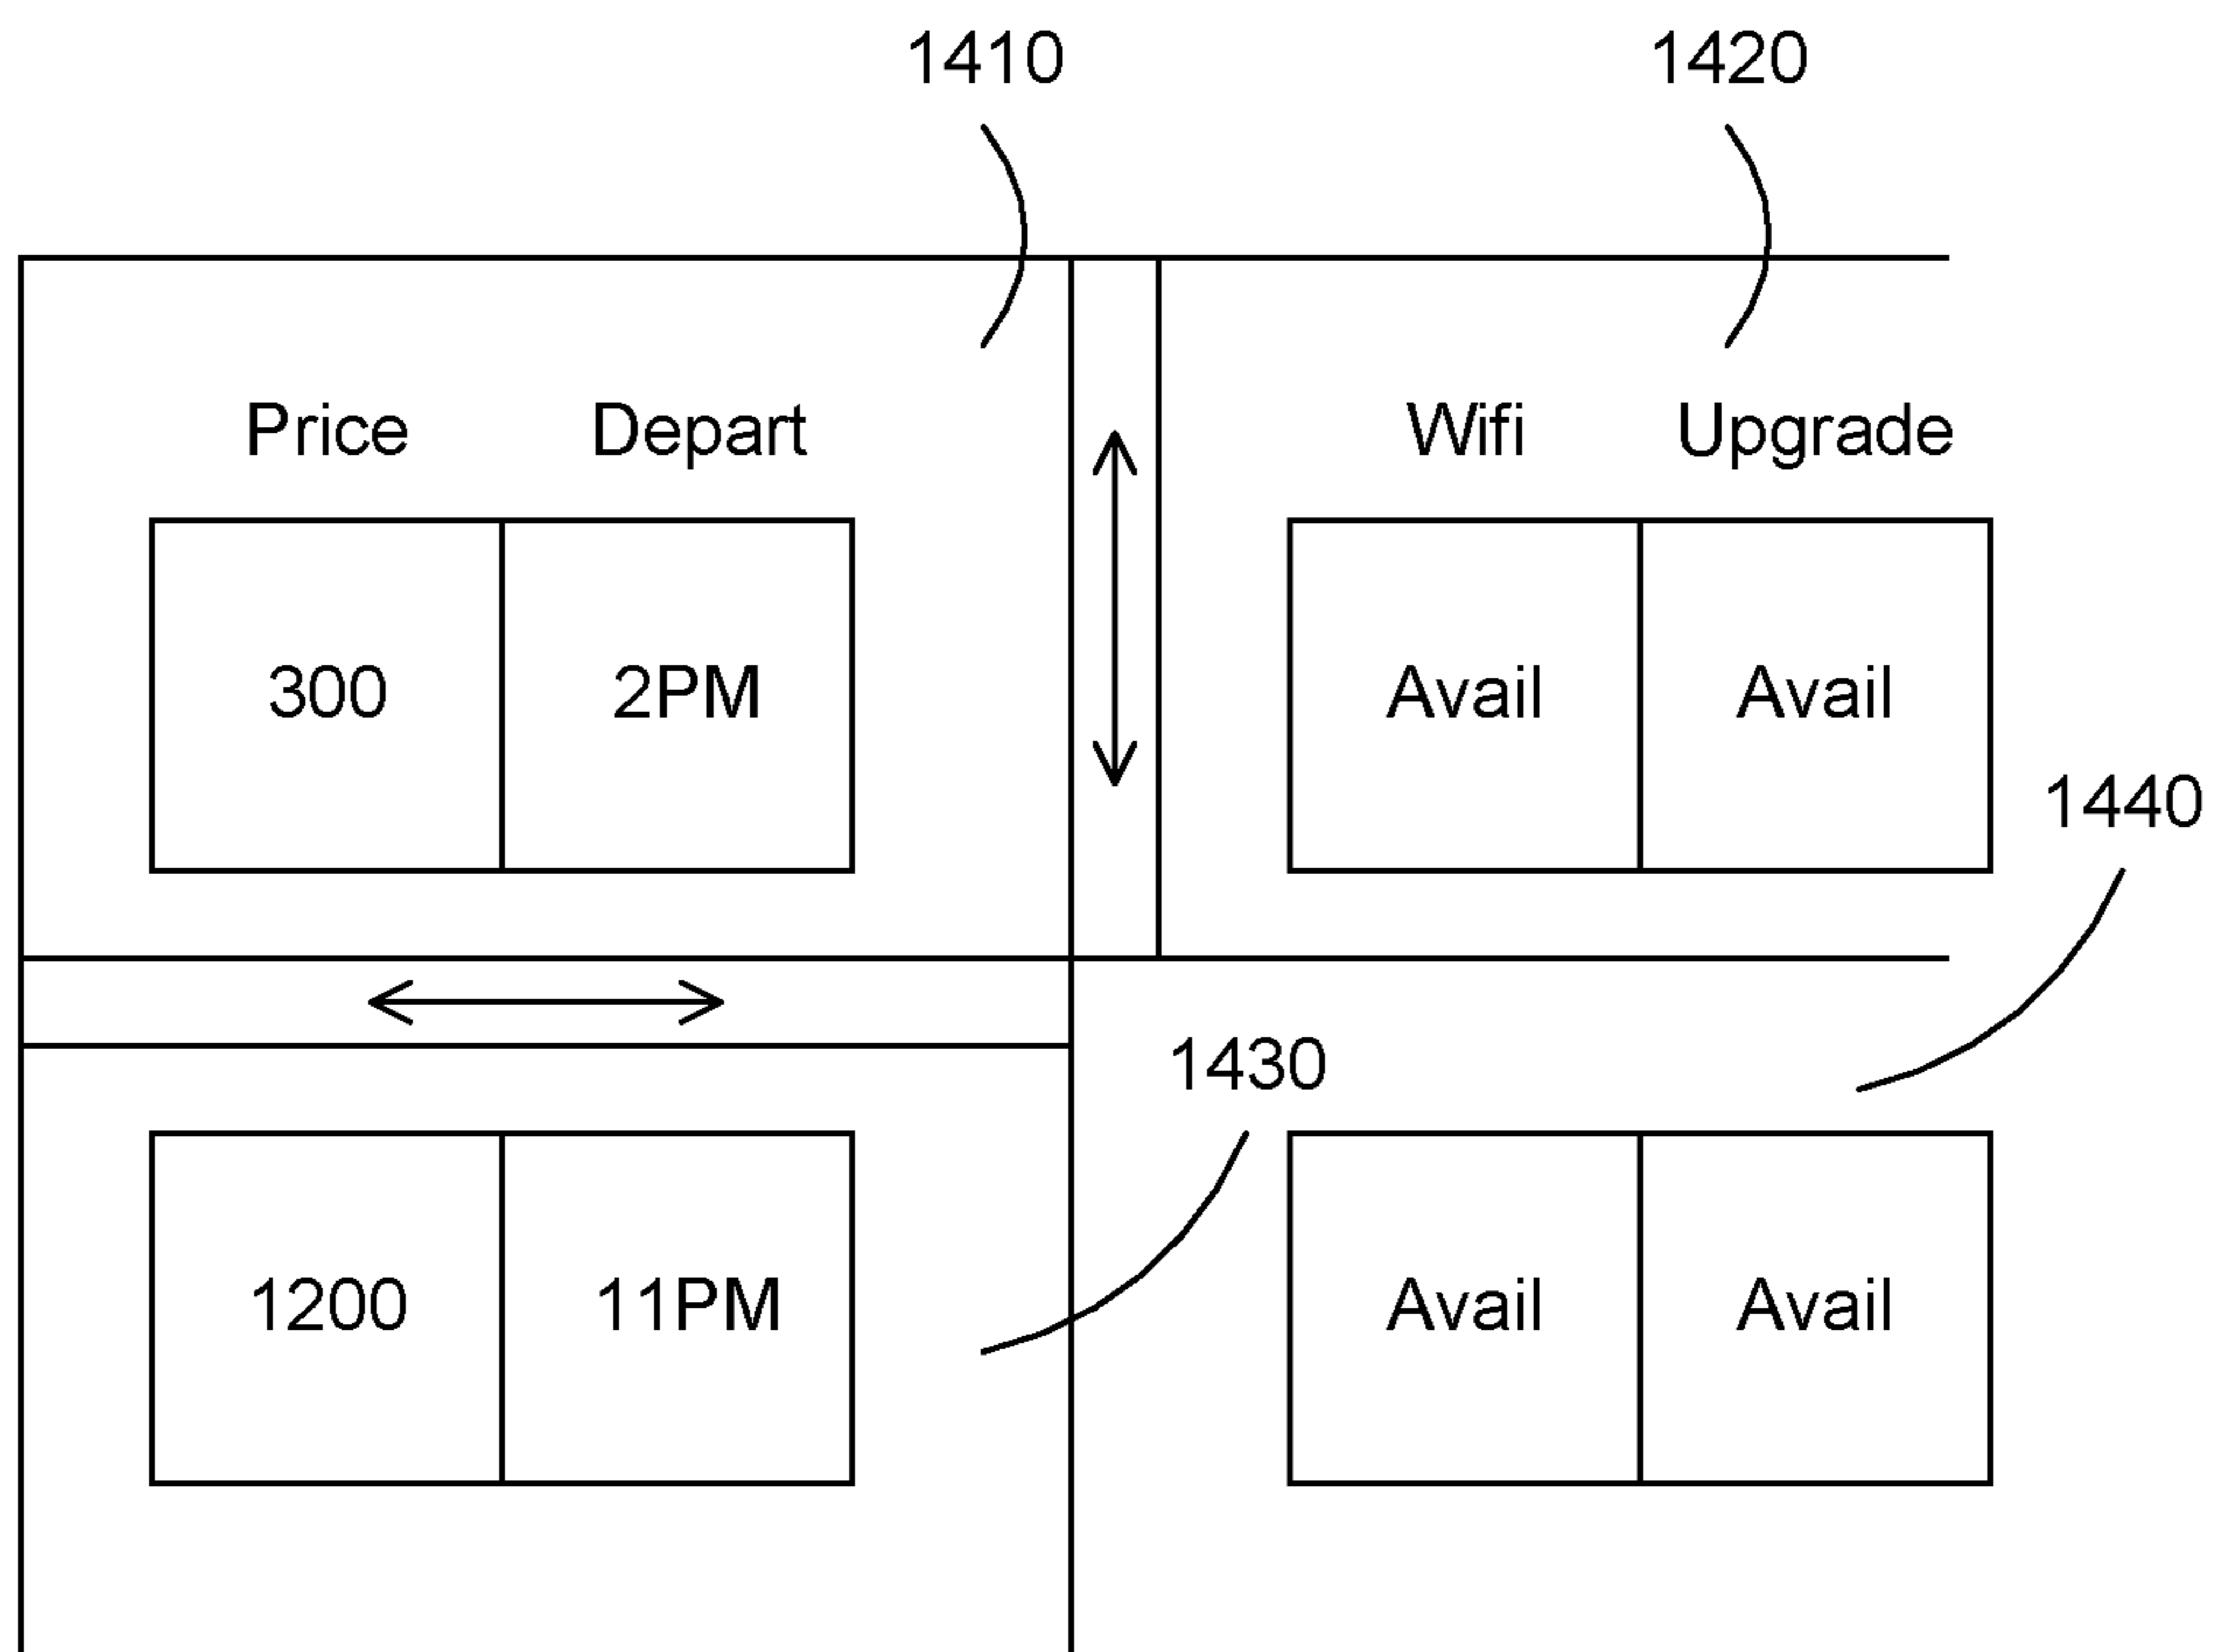 1410 1420
Price Depart Wifi Upgrade
300 2PM Avail Avail
1440
1430
1200 11PM Avail Avail